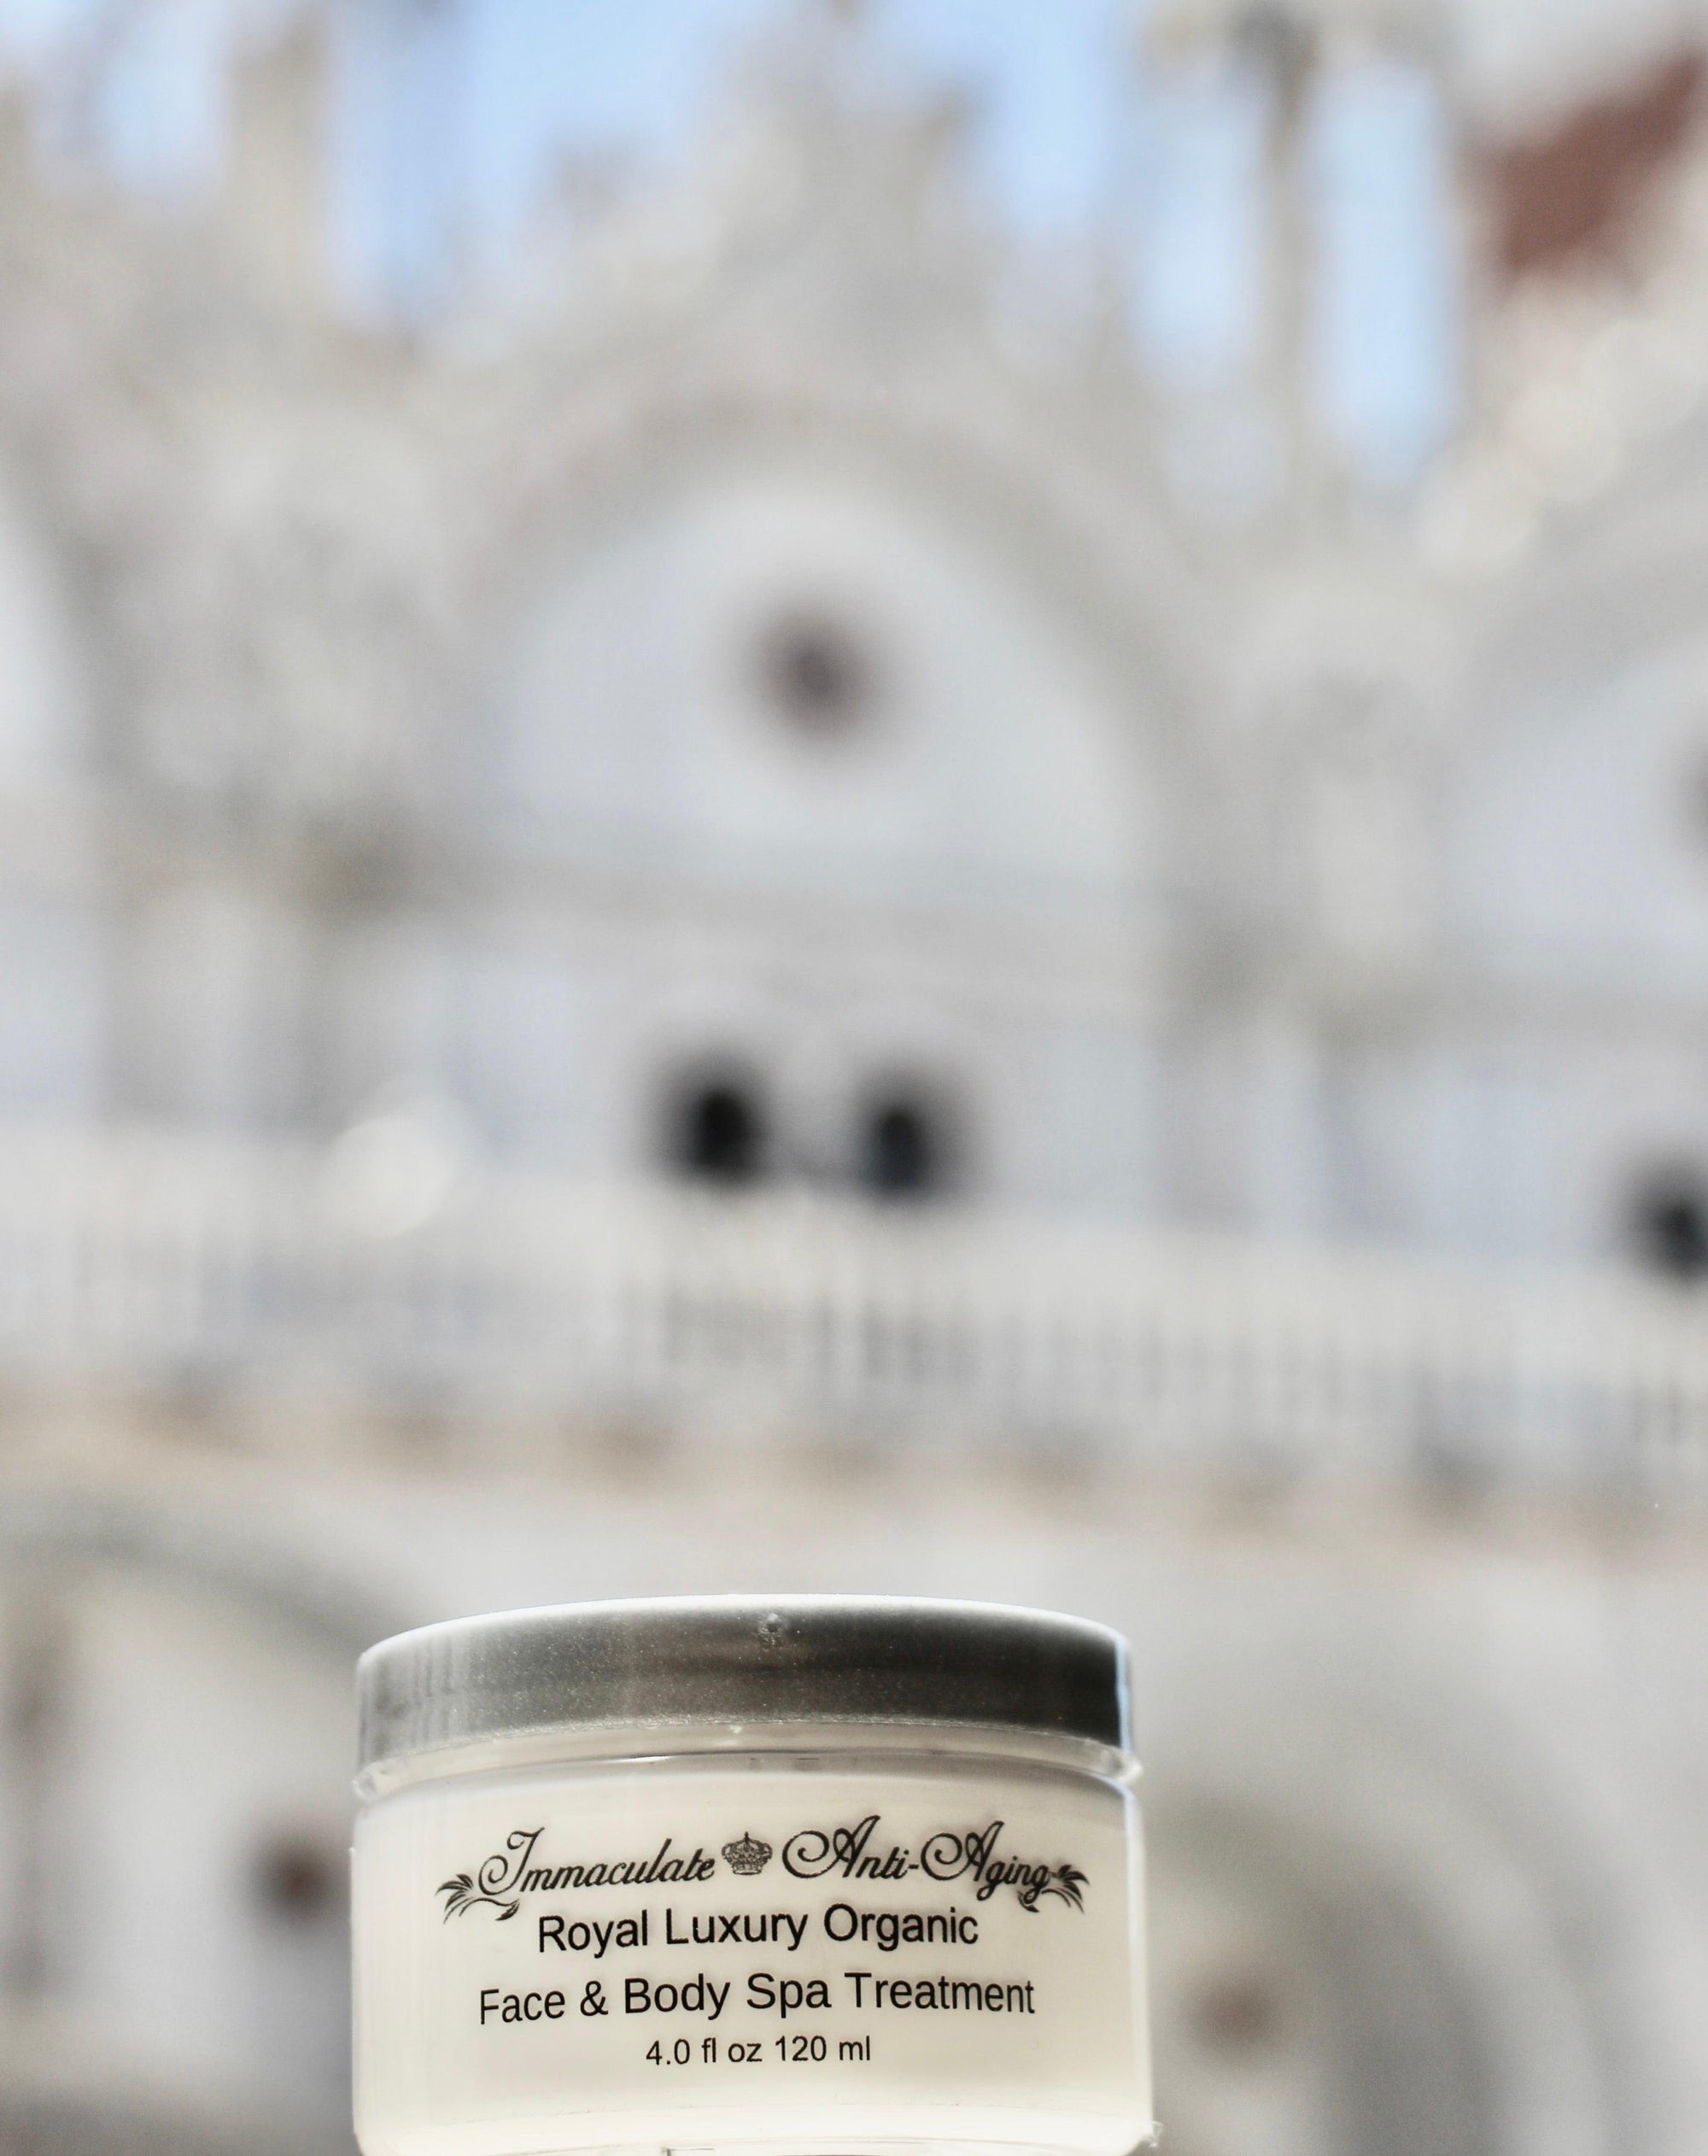 Immaculate Anti-Aging
Royal Luxury Organic
Face & Body Spa Treatment
4.0 fl oz 120 ml